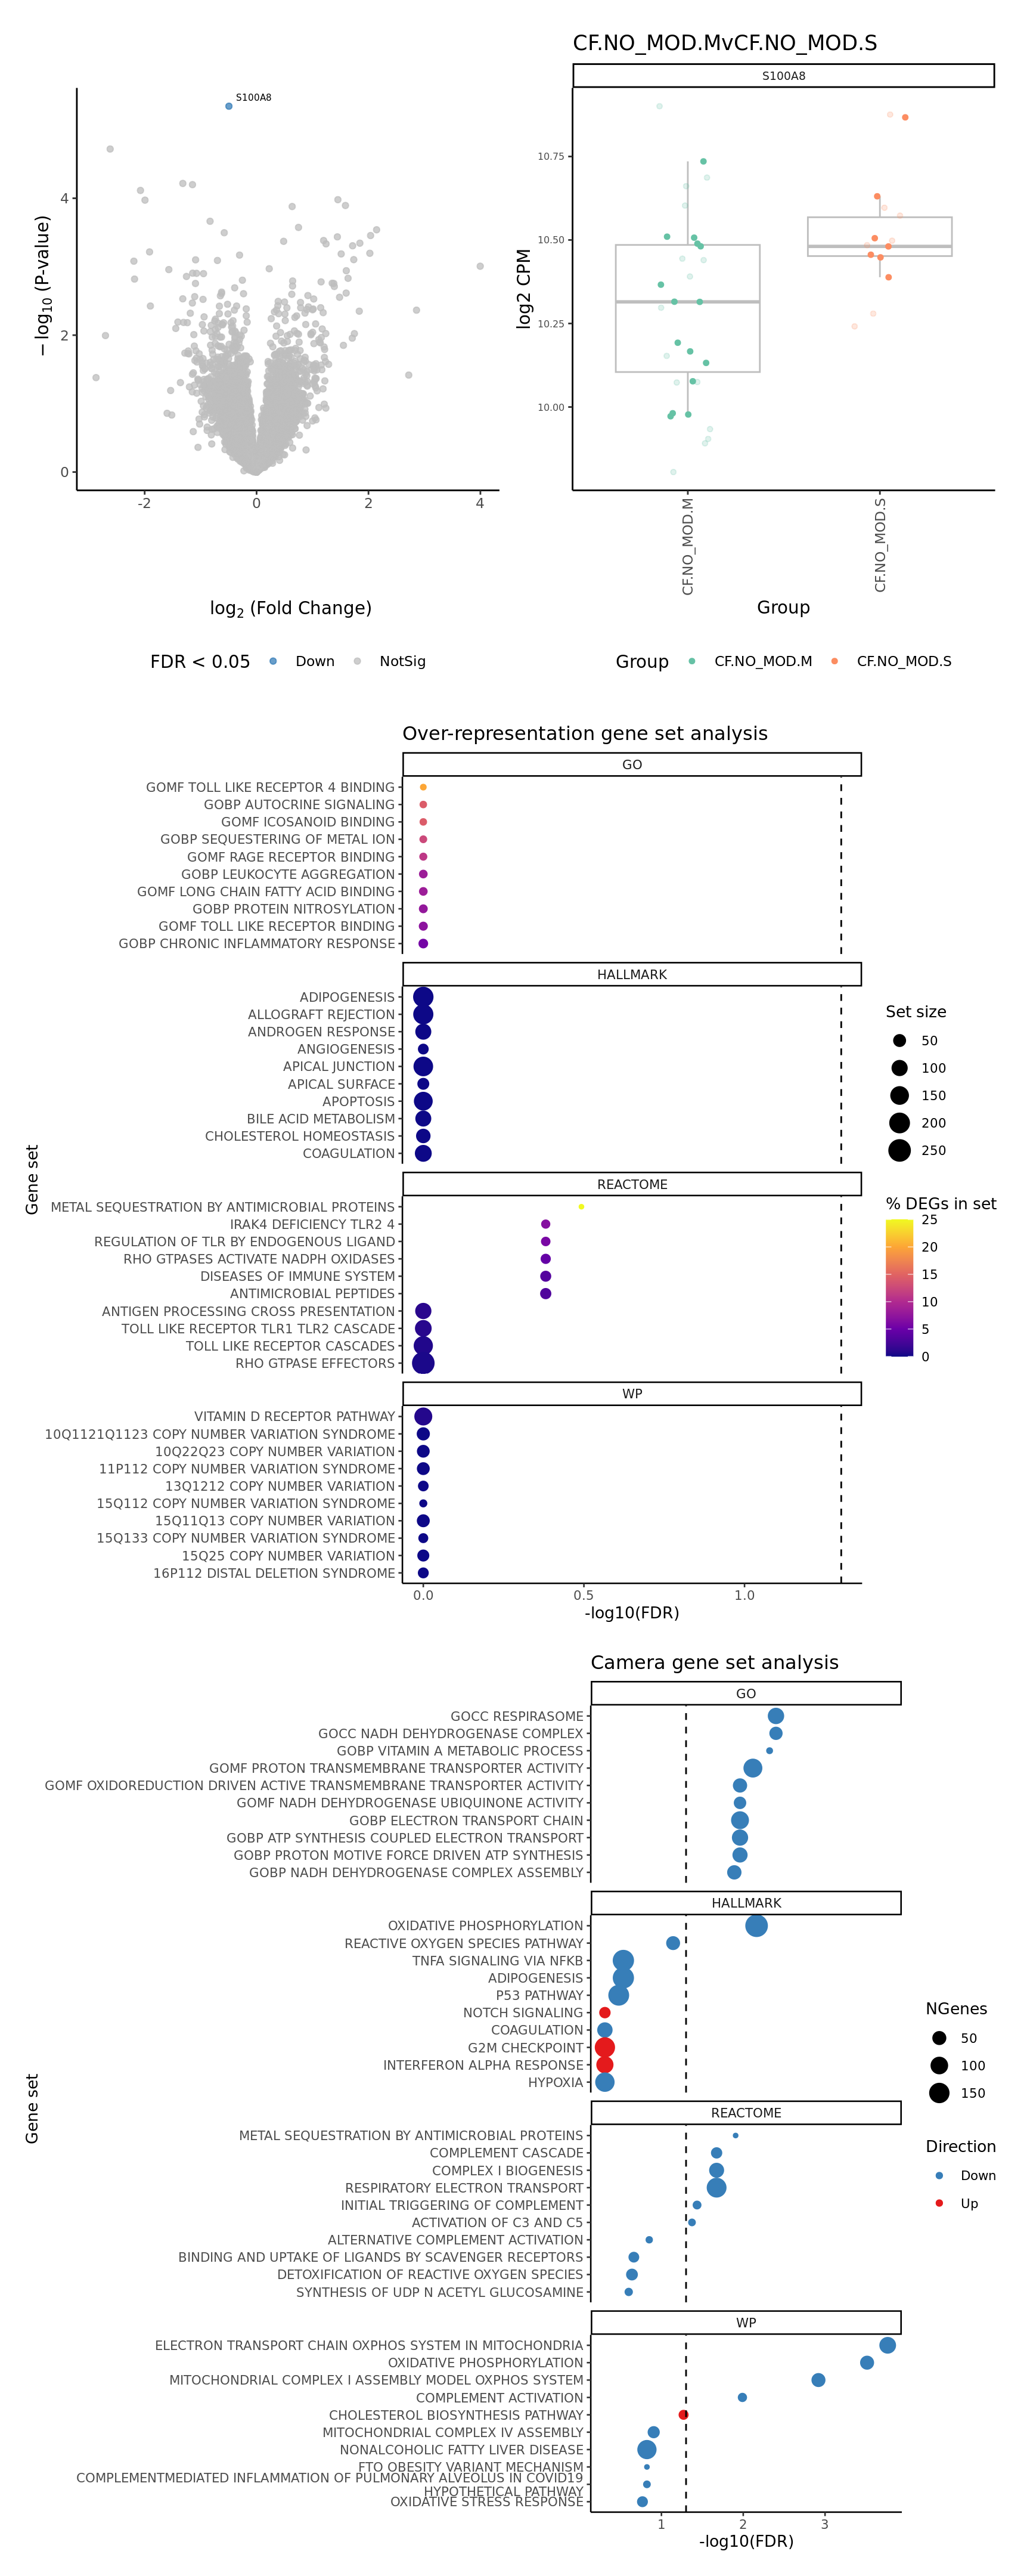 CF.NO_MOD.MvCF.NO_MOD.S
S100A8
S100A8
− log10 (P-value)
4
2
0
-2
0
2
4
log2 (Fold Change)
FDR < 0.05
Down
NotSig
log2 CPM
10.75
10.50
10.25
10.00
CF.NO_MOD.M
CF.NO_MOD.S
Group
Group
CF.NO_MOD.M
CF.NO_MOD.S
Over-representation gene set analysis
Gene set
GO
GOMF TOLL LIKE RECEPTOR 4 BINDING
GOBP AUTOCRINE SIGNALING
GOMF ICOSANOID BINDING
GOBP SEQUESTERING OF METAL ION
GOMF RAGE RECEPTOR BINDING
GOBP LEUKOCYTE AGGREGATION
GOMF LONG CHAIN FATTY ACID BINDING
GOBP PROTEIN NITROSYLATION
GOMF TOLL LIKE RECEPTOR BINDING
GOBP CHRONIC INFLAMMATORY RESPONSE
HALLMARK
ADIPOGENESIS
ALLOGRAFT REJECTION
ANDROGEN RESPONSE
ANGIOGENESIS
APICAL JUNCTION
APICAL SURFACE
APOPTOSIS
BILE ACID METABOLISM
CHOLESTEROL HOMEOSTASIS
COAGULATION
REACTOME
METAL SEQUESTRATION BY ANTIMICROBIAL PROTEINS
IRAK4 DEFICIENCY TLR2 4
REGULATION OF TLR BY ENDOGENOUS LIGAND
RHO GTPASES ACTIVATE NADPH OXIDASES
DISEASES OF IMMUNE SYSTEM
ANTIMICROBIAL PEPTIDES
ANTIGEN PROCESSING CROSS PRESENTATION
TOLL LIKE RECEPTOR TLR1 TLR2 CASCADE
TOLL LIKE RECEPTOR CASCADES
RHO GTPASE EFFECTORS
WP
VITAMIN D RECEPTOR PATHWAY
10Q1121Q1123 COPY NUMBER VARIATION SYNDROME
10Q22Q23 COPY NUMBER VARIATION
11P112 COPY NUMBER VARIATION SYNDROME
13Q1212 COPY NUMBER VARIATION
15Q112 COPY NUMBER VARIATION SYNDROME
15Q11Q13 COPY NUMBER VARIATION
15Q133 COPY NUMBER VARIATION SYNDROME
15Q25 COPY NUMBER VARIATION
16P112 DISTAL DELETION SYNDROME
0.0
0.5
1.0
-log10(FDR)
Set size
50
100
150
200
250
% DEGs in set
25
20
15
10
5
0
Camera gene set analysis
Gene set
GO
GOCC RESPIRASOME
GOCC NADH DEHYDROGENASE COMPLEX
GOBP VITAMIN A METABOLIC PROCESS
GOMF PROTON TRANSMEMBRANE TRANSPORTER ACTIVITY
GOMF OXIDOREDUCTION DRIVEN ACTIVE TRANSMEMBRANE TRANSPORTER ACTIVITY
GOMF NADH DEHYDROGENASE UBIQUINONE ACTIVITY
GOBP ELECTRON TRANSPORT CHAIN
GOBP ATP SYNTHESIS COUPLED ELECTRON TRANSPORT
GOBP PROTON MOTIVE FORCE DRIVEN ATP SYNTHESIS
GOBP NADH DEHYDROGENASE COMPLEX ASSEMBLY
HALLMARK
OXIDATIVE PHOSPHORYLATION
REACTIVE OXYGEN SPECIES PATHWAY
TNFA SIGNALING VIA NFKB
ADIPOGENESIS
P53 PATHWAY
NOTCH SIGNALING
COAGULATION
G2M CHECKPOINT
INTERFERON ALPHA RESPONSE
HYPOXIA
REACTOME
METAL SEQUESTRATION BY ANTIMICROBIAL PROTEINS
COMPLEMENT CASCADE
COMPLEX I BIOGENESIS
RESPIRATORY ELECTRON TRANSPORT
INITIAL TRIGGERING OF COMPLEMENT
ACTIVATION OF C3 AND C5
ALTERNATIVE COMPLEMENT ACTIVATION
BINDING AND UPTAKE OF LIGANDS BY SCAVENGER RECEPTORS
DETOXIFICATION OF REACTIVE OXYGEN SPECIES
SYNTHESIS OF UDP N ACETYL GLUCOSAMINE
WP
ELECTRON TRANSPORT CHAIN OXPHOS SYSTEM IN MITOCHONDRIA
OXIDATIVE PHOSPHORYLATION
MITOCHONDRIAL COMPLEX I ASSEMBLY MODEL OXPHOS SYSTEM
COMPLEMENT ACTIVATION
CHOLESTEROL BIOSYNTHESIS PATHWAY
MITOCHONDRIAL COMPLEX IV ASSEMBLY
NONALCOHOLIC FATTY LIVER DISEASE
FTO OBESITY VARIANT MECHANISM
COMPLEMENTMEDIATED INFLAMMATION OF PULMONARY ALVEOLUS IN COVID19
HYPOTHETICAL PATHWAY
OXIDATIVE STRESS RESPONSE
1
2
3
-log10(FDR)
NGenes
50
100
150
Direction
Down
Up